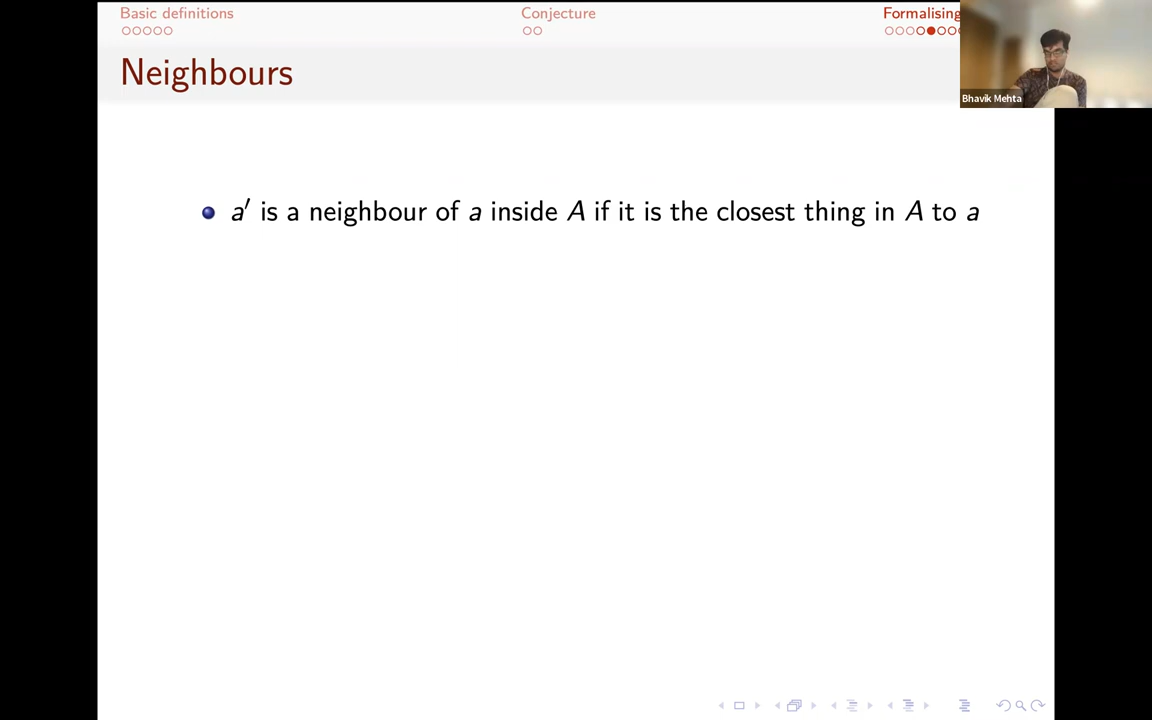 Basic definitions
Conjecture
Formalising
Neighbours
Bhavik Mehta
a′ is a neighbour of a inside A if it is the closest thing in A to a